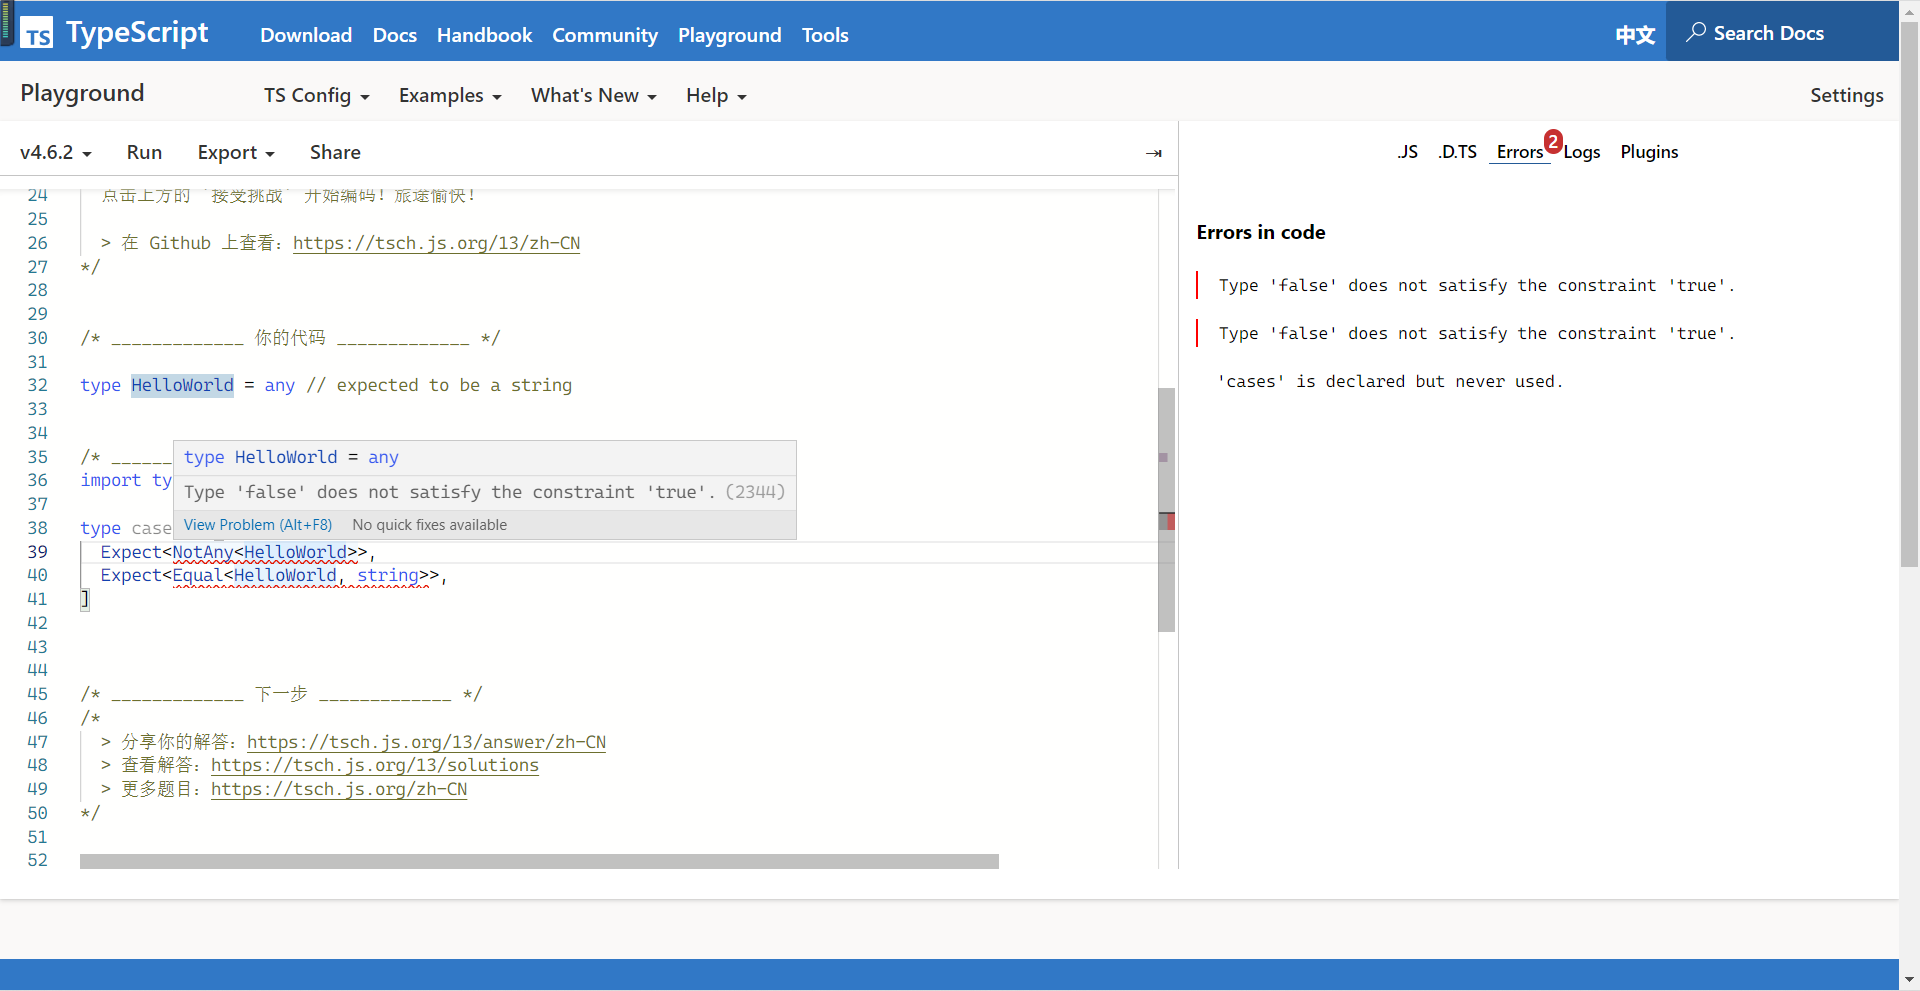 TS TypeScript Download Docs Handbook Community Playground Tools 中文 Search Docs
Playground TS Config Examples What's New Help Settings
v4.6.2 Run Export Share
24 点击上方的 `接受挑战` 开始编码！旅途愉快！
25
26 > 在 Github 上查看：https://tsch.js.org/13/zh-CN
27 */
28
29
30 /* _____________ 你的代码 _____________ */
31
32 type HelloWorld = any // expected to be a string
33
34
35 /* ______
36 import ty
37
38 type case
type HelloWorld = any
Type 'false' does not satisfy the constraint 'true'. (2344)
View Problem (Alt+F8) No quick fixes available
39 Expect<NotAny<HelloWorld>>,
40 Expect<Equal<HelloWorld, string>>,
41 ]
42
43
44
45 /* _____________ 下一步 _____________ */
46 /*
47 > 分享你的解答：https://tsch.js.org/13/answer/zh-CN
48 > 查看解答：https://tsch.js.org/13/solutions
49 > 更多题目：https://tsch.js.org/zh-CN
50 */
51
52
.JS .D.TS Errors 2 Logs Plugins
Errors in code
Type 'false' does not satisfy the constraint 'true'.
Type 'false' does not satisfy the constraint 'true'.
'cases' is declared but never used.